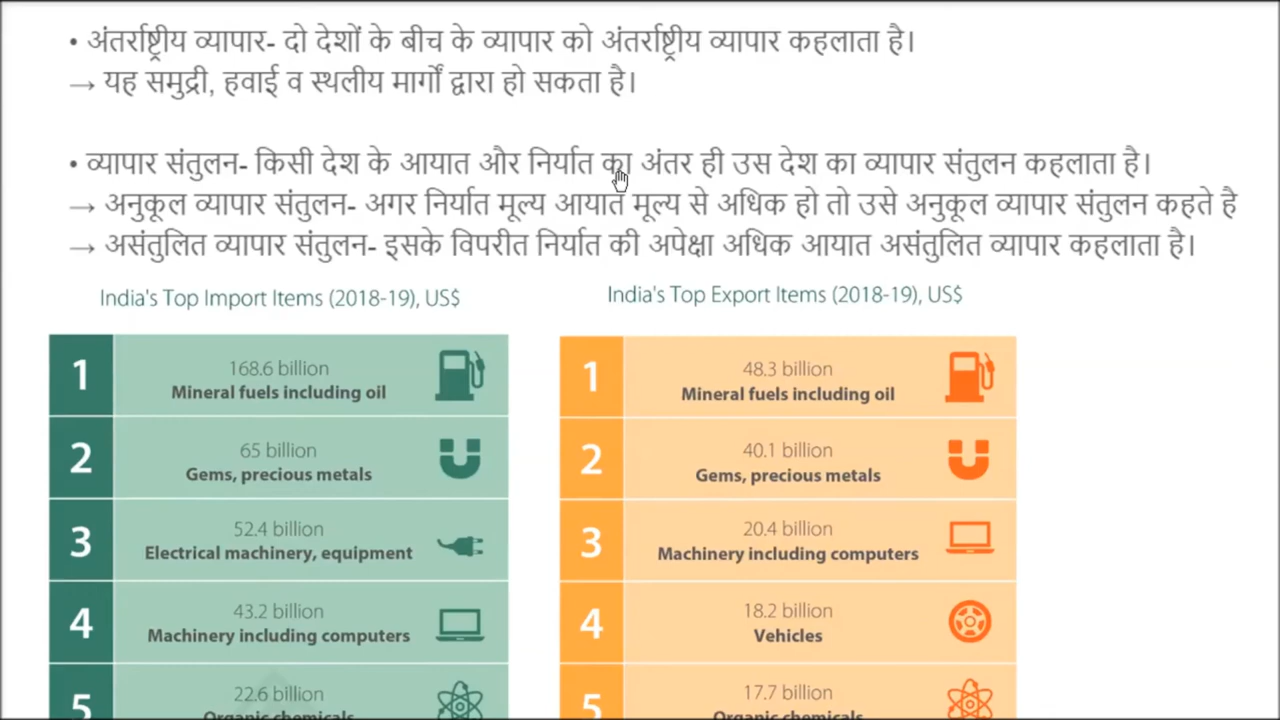 • अंतर्राष्ट्रीय व्यापार- दो देशों के बीच के व्यापार को अंतर्राष्ट्रीय व्यापार कहलाता है।
→ यह समुद्री, हवाई व स्थलीय मार्गों द्वारा हो सकता है।
• व्यापार संतुलन- किसी देश के आयात और निर्यात का अंतर ही उस देश का व्यापार संतुलन कहलाता है।
→ अनुकूल व्यापार संतुलन- अगर निर्यात मूल्य आयात मूल्य से अधिक हो तो उसे अनुकूल व्यापार संतुलन कहते है
→ असंतुलित व्यापार संतुलन- इसके विपरीत निर्यात की अपेक्षा अधिक आयात असंतुलित व्यापार कहलाता है।
India's Top Import Items (2018-19), US$
1
168.6 billion
Mineral fuels including oil
2
65 billion
Gems, precious metals
3
52.4 billion
Electrical machinery, equipment
4
43.2 billion
Machinery including computers
5
22.6 billion
Organic chemicals
India's Top Export Items (2018-19), US$
1
48.3 billion
Mineral fuels including oil
2
40.1 billion
Gems, precious metals
3
20.4 billion
Machinery including computers
4
18.2 billion
Vehicles
5
17.7 billion
Organic chemicals